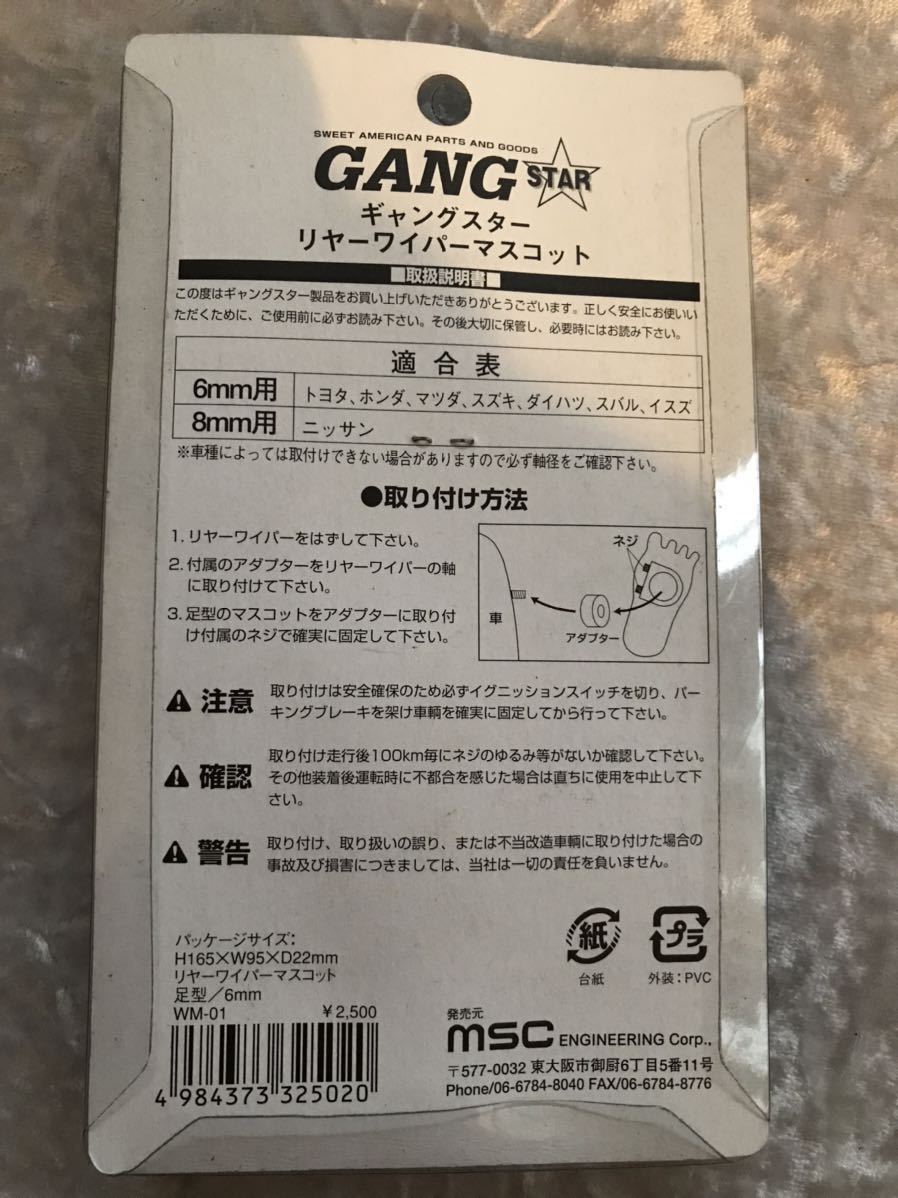 SWEET AMERICAN PARTS AND GOODS
GANG STAR
ギャングスター
リヤーワイパーマスコット
■取扱説明書■
この度はギャングスター製品をお買い上げいただきありがとうございます。正しく安全にお使いい
ただくために、ご使用前に必ずお読み下さい。その後大切に保管し、必要時にはお読み下さい。
適合表
6mm用 トヨタ、ホンダ、マツダ、スズキ、ダイハツ、スバル、イスズ
8mm用 ニッサン
※車種によっては取付けできない場合がありますので必ず軸径をご確認下さい。
●取り付け方法
1. リヤーワイパーをはずして下さい。
2. 付属のアダプターをリヤーワイパーの軸
に取り付けて下さい。
3. 足型のマスコットをアダプターに取り付
け付属のネジで確実に固定して下さい。
ネジ
車
アダプター
注意 取り付けは安全確保のため必ずイグニッションスイッチを切り、パー
キングブレーキを架け車輌を確実に固定してから行って下さい。
確認 取り付け走行後100km毎にネジのゆるみ等がないか確認して下さい。
その他装着後運転時に不都合を感じた場合は直ちに使用を中止して下
さい。
警告 取り付け、取り扱いの誤り、または不当改造車輌に取り付けた場合の
事故及び損害につきましては、当社は一切の責任を負いません。
パッケージサイズ:
H165×W95×D22mm
リヤーワイパーマスコット
足型/6mm
WM-01 ¥2,500
4 984373 325020
紙
台紙
プラ
外装:PVC
発売元
msc ENGINEERING Corp.,
〒577-0032 東大阪市御厨6丁目5番11号
Phone/06-6784-8040 FAX/06-6784-8776